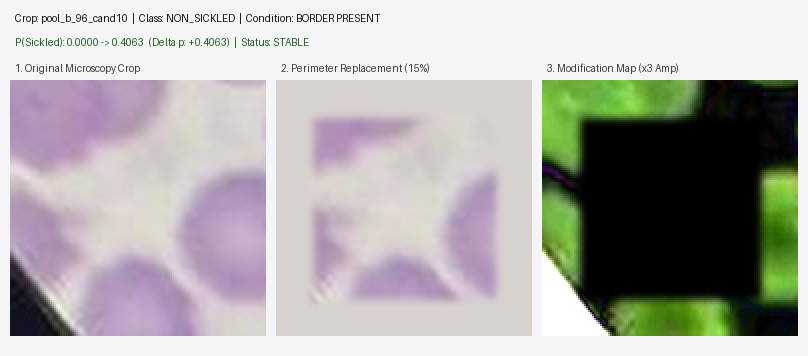 Crop: pool_b_96_cand10 | Class: NON_SICKLED | Condition: BORDER PRESENT
P(Sickled): 0.0000 -> 0.4063 (Delta p: +0.4063) | Status: STABLE
1. Original Microscopy Crop
2. Perimeter Replacement (15%)
3. Modification Map (x3 Amp)